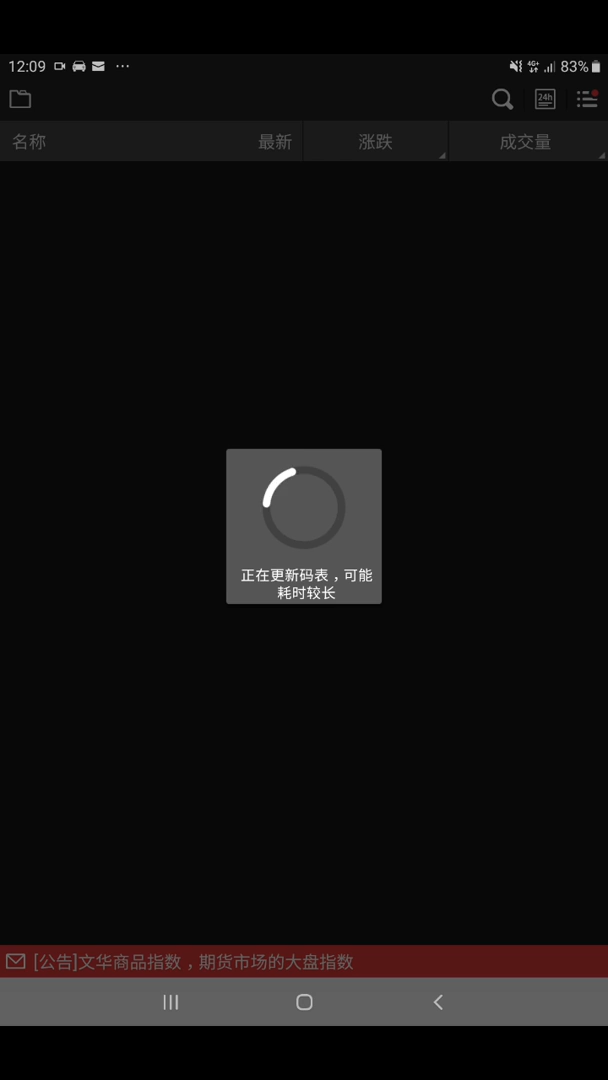 12:09 ... 83%
24h
名称 最新 涨跌 成交量
正在更新码表，可能
耗时较长
[公告]文华商品指数，期货市场的大盘指数